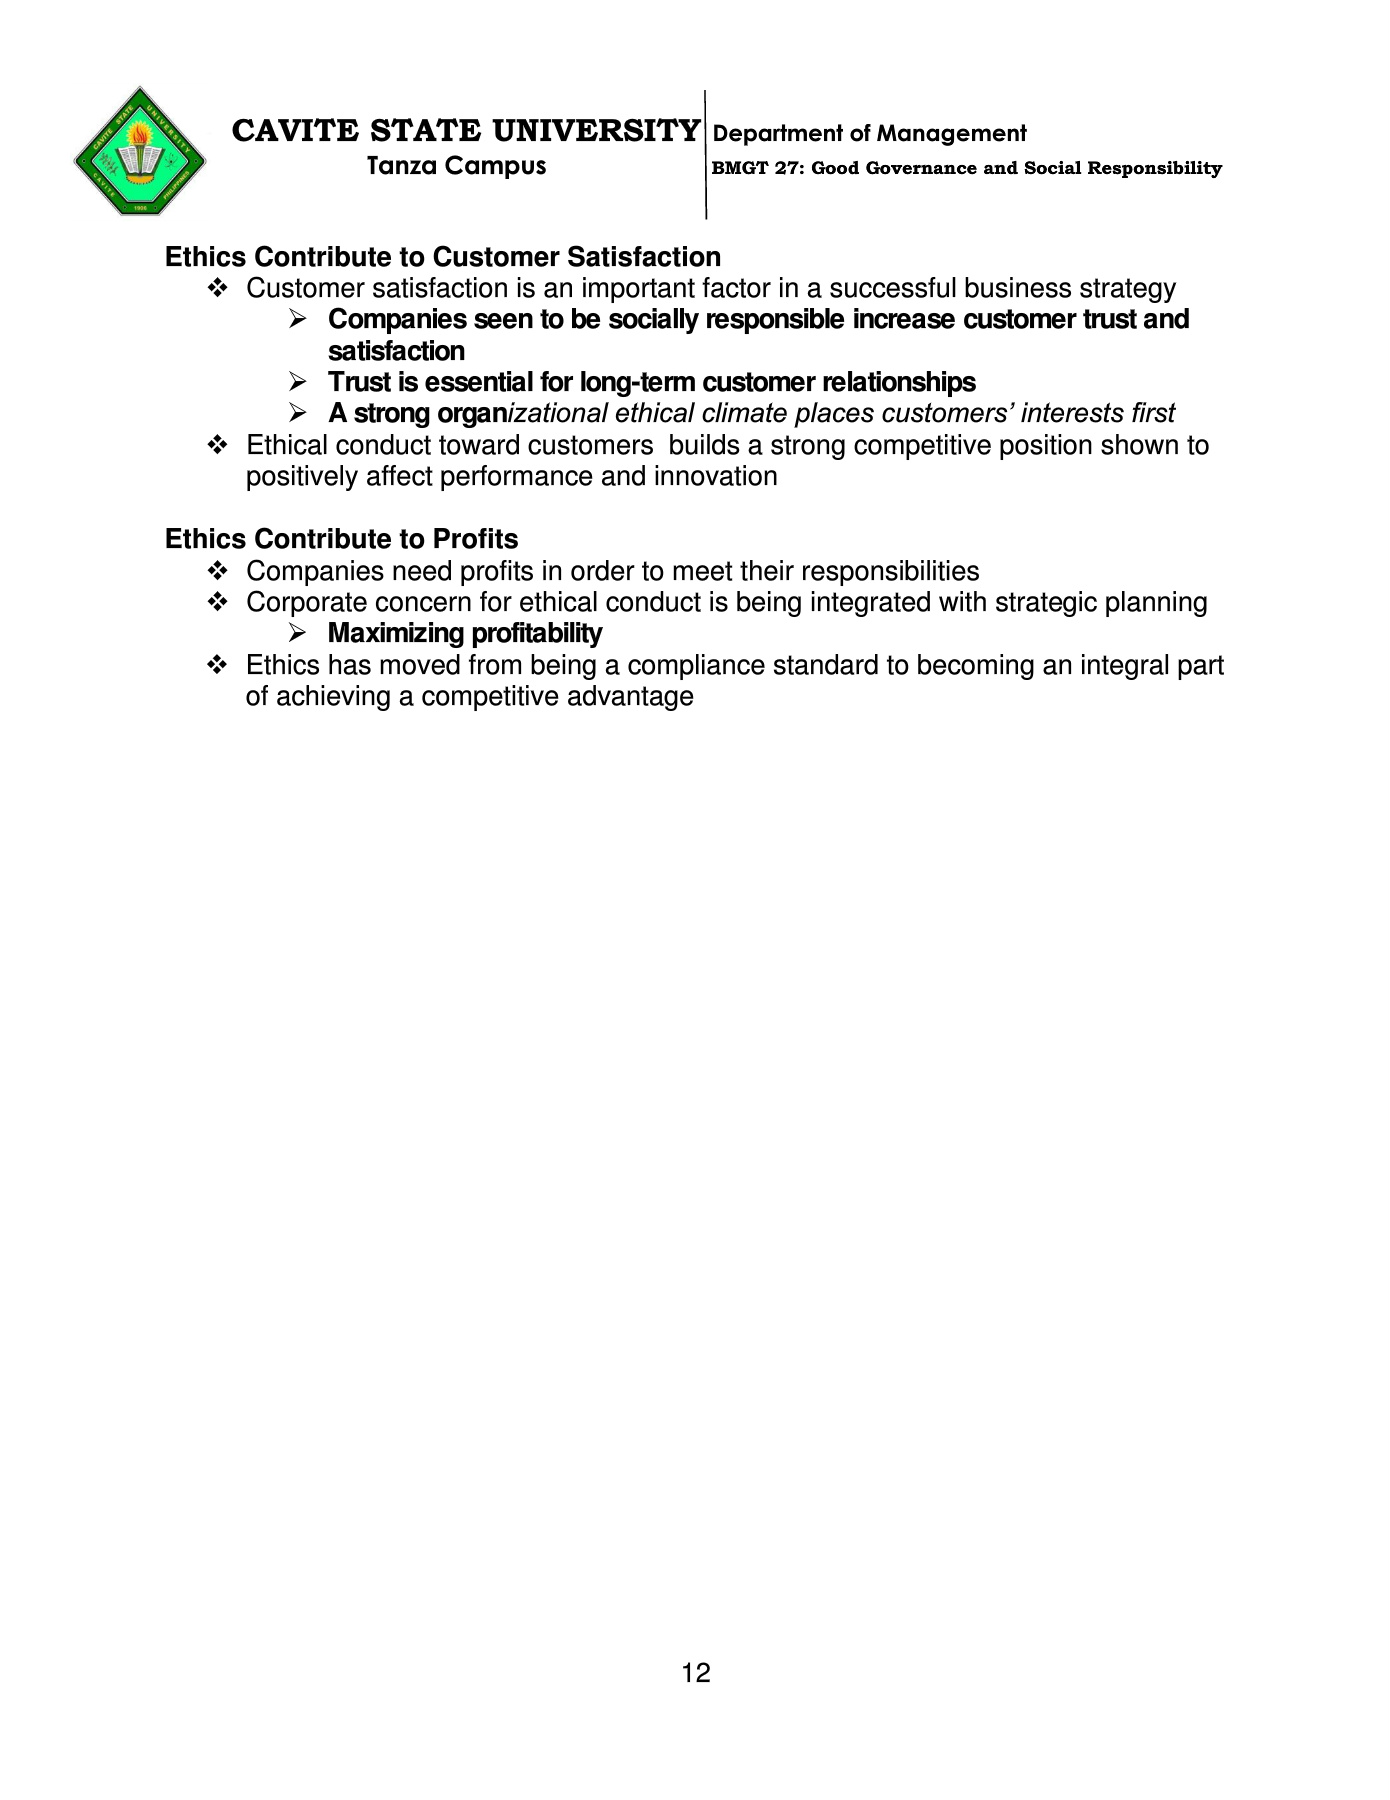 CAVITE STATE UNIVERSITY
Tanza Campus
Department of Management
BMGT 27: Good Governance and Social Responsibility
CAVITE STATE UNIVERSITY
CAVITE
PHILIPPINES
1906
Ethics Contribute to Customer Satisfaction
❖ Customer satisfaction is an important factor in a successful business strategy
➢ Companies seen to be socially responsible increase customer trust and
satisfaction
➢ Trust is essential for long-term customer relationships
➢ A strong organizational ethical climate places customers’ interests first
❖ Ethical conduct toward customers  builds a strong competitive position shown to
positively affect performance and innovation
Ethics Contribute to Profits
❖ Companies need profits in order to meet their responsibilities
❖ Corporate concern for ethical conduct is being integrated with strategic planning
➢ Maximizing profitability
❖ Ethics has moved from being a compliance standard to becoming an integral part
of achieving a competitive advantage
12